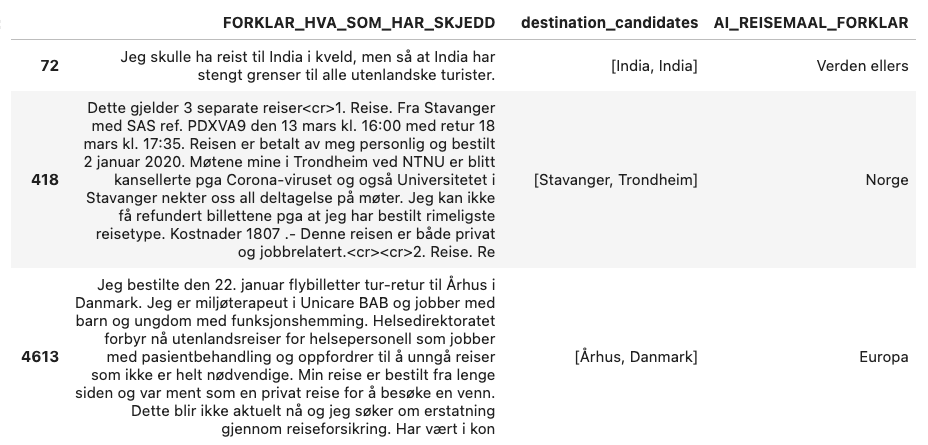 FORKLAR_HVA_SOM_HAR_SKJEDD destination_candidates AI_REISEMAAL_FORKLAR
72 Jeg skulle ha reist til India i kveld, men så at India har stengt grenser til alle utenlandske turister. [India, India] Verden ellers
418 Dette gjelder 3 separate reiser<cr>1. Reise. Fra Stavanger
med SAS ref. PDXVA9 den 13 mars kl. 16:00 med retur 18
mars kl. 17:35. Reisen er betalt av meg personlig og bestilt
2 januar 2020. Møtene mine i Trondheim ved NTNU er blitt
kansellerte pga Corona-viruset og også Universitetet i
Stavanger nekter oss all deltagelse på møter. Jeg kan ikke
få refundert billettene pga at jeg har bestilt rimeligste
reisetype. Kostnader 1807 .- Denne reisen er både privat
og jobbrelatert.<cr><cr>2. Reise. Re
[Stavanger, Trondheim] Norge
4613 Jeg bestilte den 22. januar flybilletter tur-retur til Århus i
Danmark. Jeg er miljøterapeut i Unicare BAB og jobber med
barn og ungdom med funksjonshemming. Helsedirektoratet
forbyr nå utenlandsreiser for helsepersonell som jobber
med pasientbehandling og oppfordrer til å unngå reiser
som ikke er helt nødvendige. Min reise er bestilt fra lenge
siden og var ment som en privat reise for å besøke en venn.
Dette blir ikke aktuelt nå og jeg søker om erstatning
gjennom reiseforsikring. Har vært i kon
[Århus, Danmark] Europa